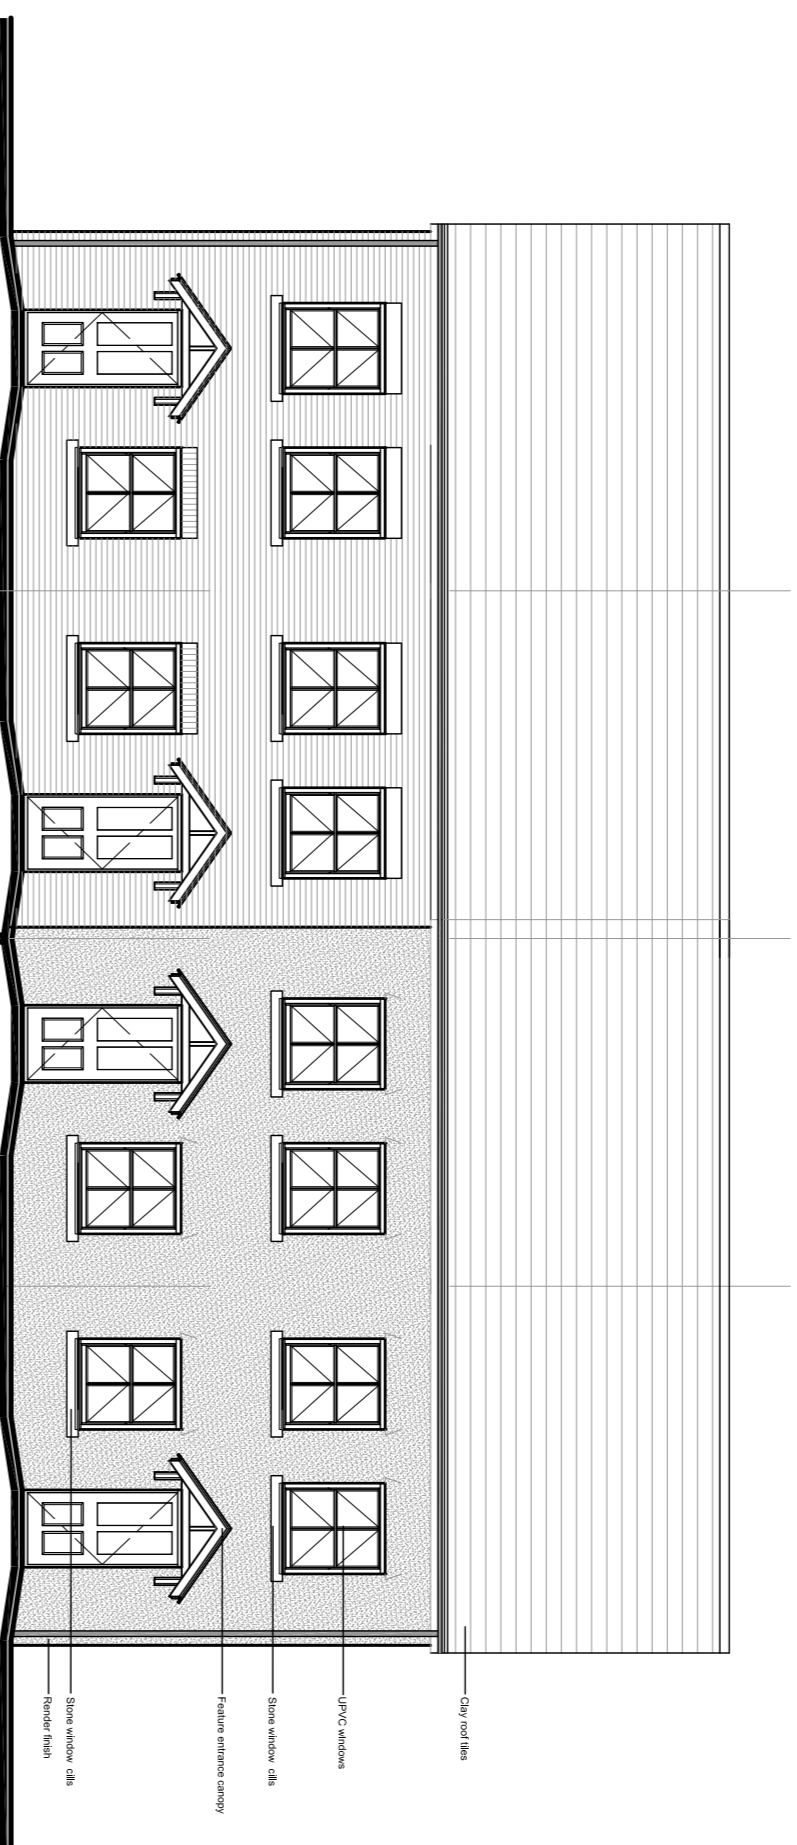 Clay roof tiles
UPVC windows
Stone window cills
Feature entrance canopy
Stone window cills
Render finish